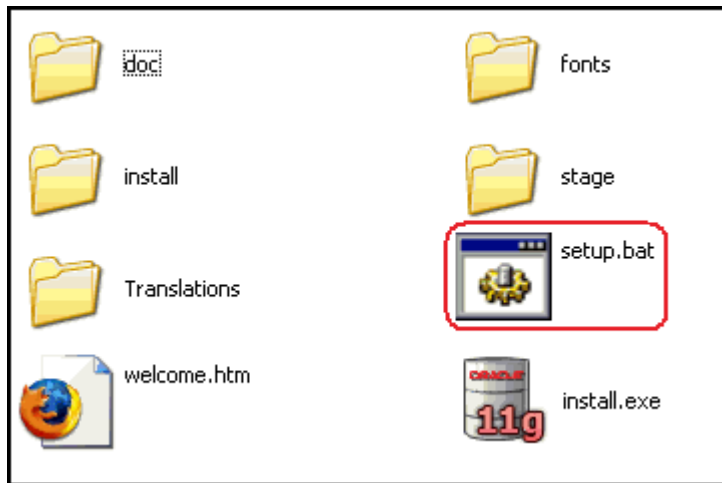 doc
fonts
install
stage
Translations
setup.bat
welcome.htm
ORACLE
11g
install.exe